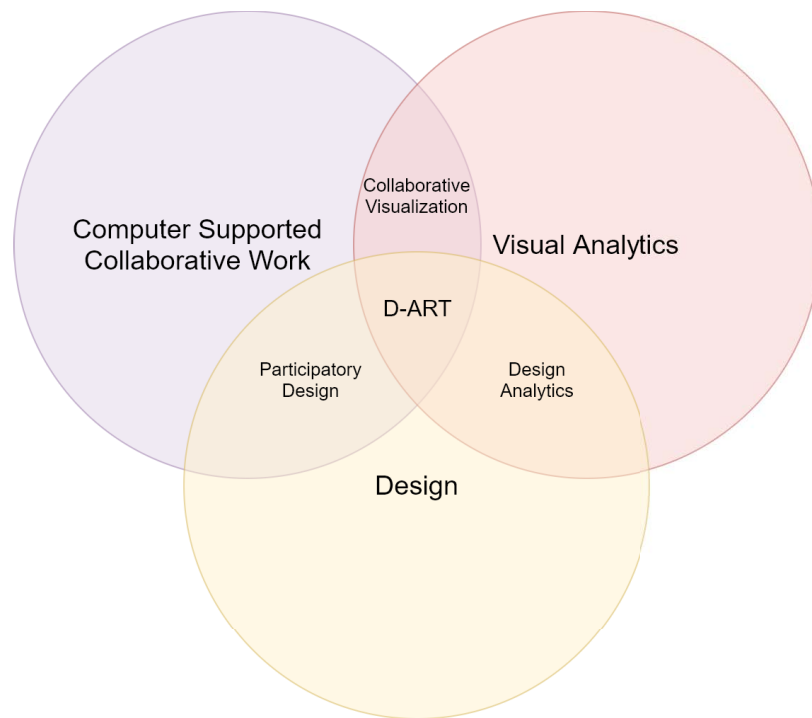 Collaborative
Visualization
Computer Supported
Collaborative Work
Visual Analytics
D-ART
Participatory
Design
Design
Analytics
Design